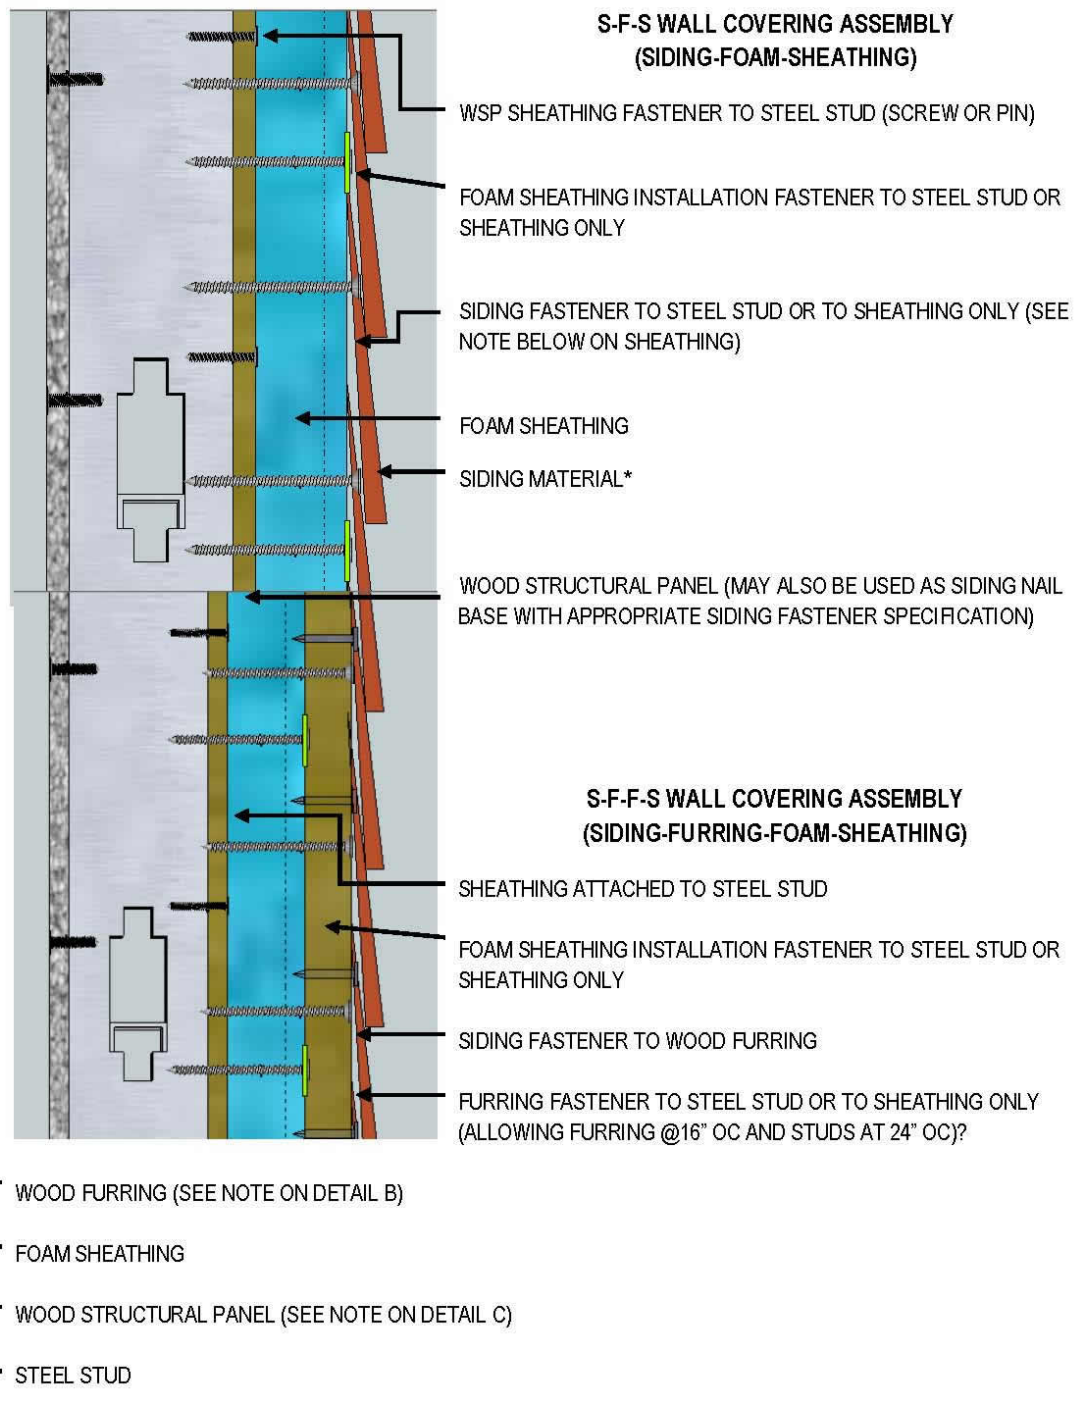 S-F-S WALL COVERING ASSEMBLY
(SIDING-FOAM-SHEATHING)
WSP SHEATHING FASTENER TO STEEL STUD (SCREW OR PIN)
FOAM SHEATHING INSTALLATION FASTENER TO STEEL STUD OR
SHEATHING ONLY
SIDING FASTENER TO STEEL STUD OR TO SHEATHING ONLY (SEE
NOTE BELOW ON SHEATHING)
FOAM SHEATHING
SIDING MATERIAL*
WOOD STRUCTURAL PANEL (MAY ALSO BE USED AS SIDING NAIL
BASE WITH APPROPRIATE SIDING FASTENER SPECIFICATION)
S-F-F-S WALL COVERING ASSEMBLY
(SIDING-FURRING-FOAM-SHEATHING)
SHEATHING ATTACHED TO STEEL STUD
FOAM SHEATHING INSTALLATION FASTENER TO STEEL STUD OR
SHEATHING ONLY
SIDING FASTENER TO WOOD FURRING
FURRING FASTENER TO STEEL STUD OR TO SHEATHING ONLY
(ALLOWING FURRING @16" OC AND STUDS AT 24" OC)?
WOOD FURRING (SEE NOTE ON DETAIL B)
FOAM SHEATHING
WOOD STRUCTURAL PANEL (SEE NOTE ON DETAIL C)
STEEL STUD